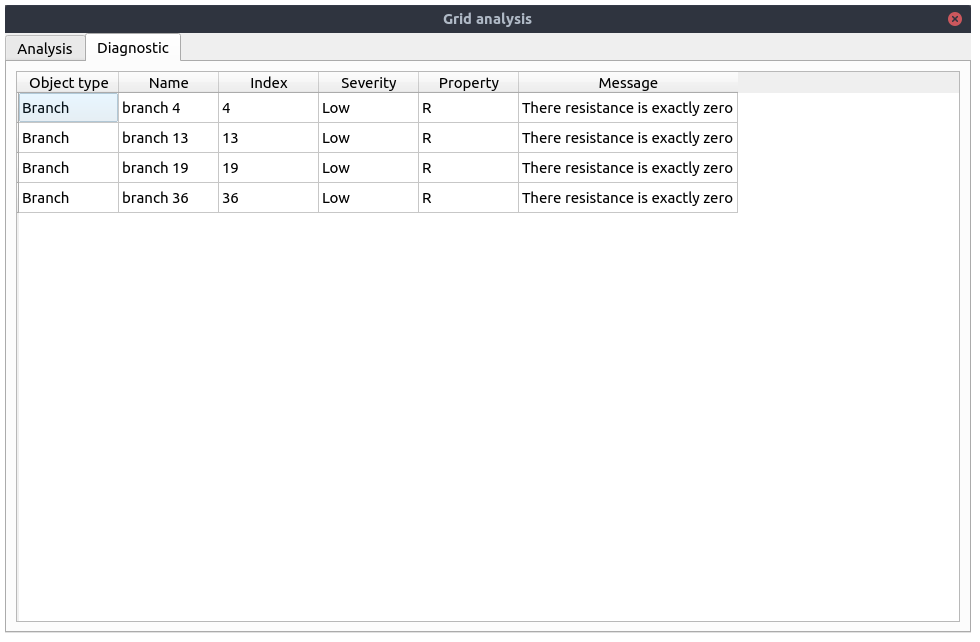 Grid analysis
Analysis Diagnostic
Object type Name Index Severity Property Message
Branch branch 4 4 Low R There resistance is exactly zero
Branch branch 13 13 Low R There resistance is exactly zero
Branch branch 19 19 Low R There resistance is exactly zero
Branch branch 36 36 Low R There resistance is exactly zero